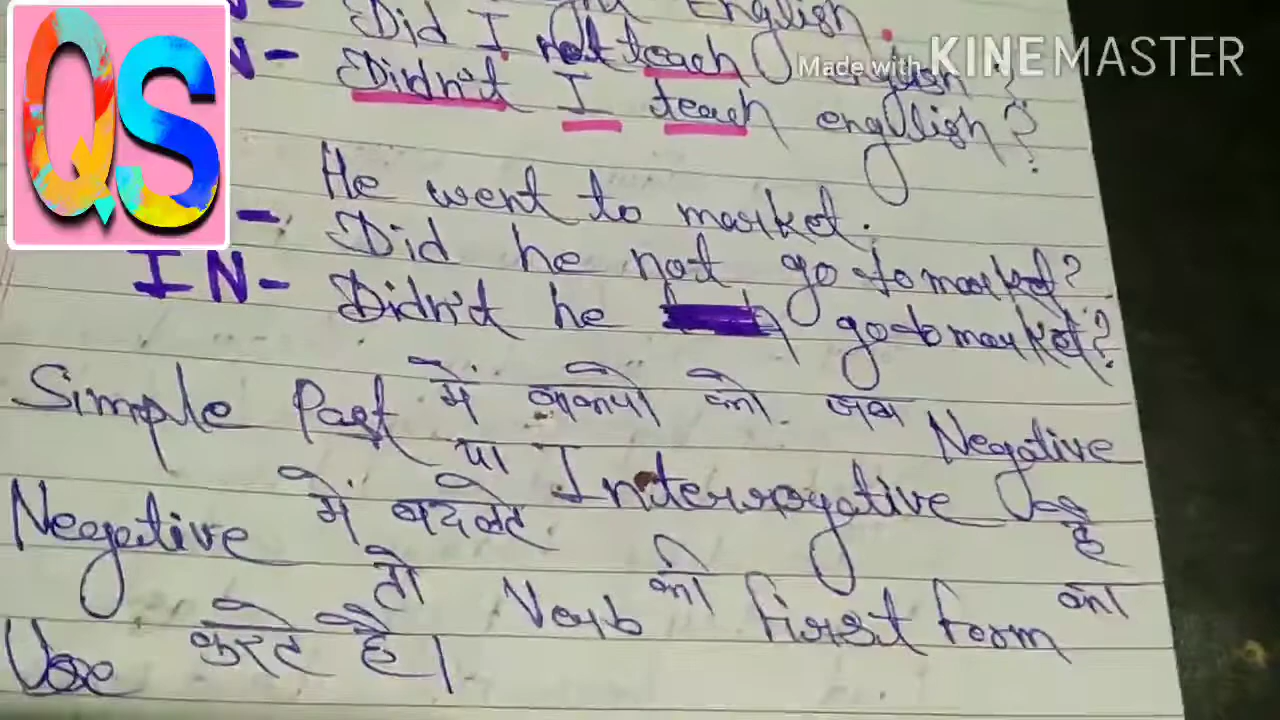 English.
Did I not teach english?
N- Didn't I teach english?
He went to market.
- Did he not go to market?
IN- Didn't he go to market?
Simple Past में वाक्यो को जब Negative
या Interrogative
Negative में बदलते है
तो Verb की first form का
Use करते है।
QS
Made with KINEMASTER